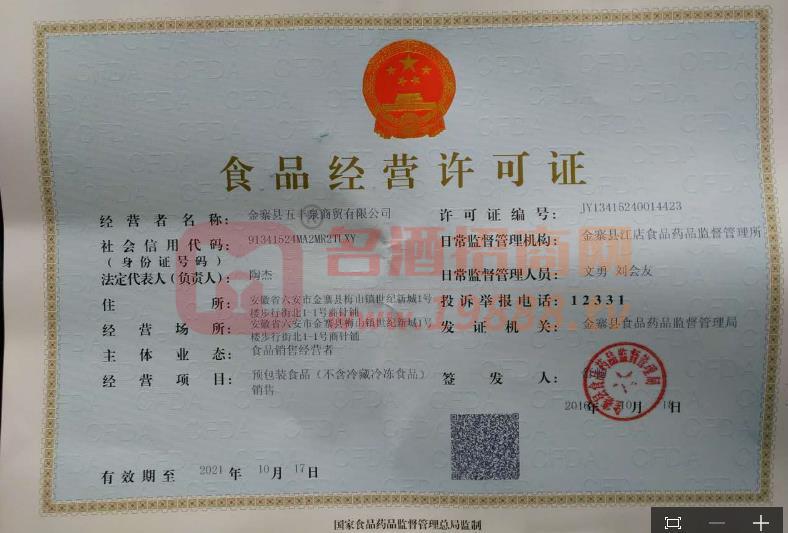 食品经营许可证
经营者名称： 金寨县五丰泉商贸有限公司
社会信用代码： 91341524MA2MR2TLXY
（身份证号码）
法定代表人（负责人）： 陶杰
住所： 安徽省六安市金寨县梅山镇世纪新城1号
楼步行街北1-1号商铺
经营场所： 安徽省六安市金寨县梅山镇世纪新城1号
楼步行街北1-1号商铺
主体业态： 食品销售经营者
经营项目： 预包装食品（不含冷藏冷冻食品）
销售
有效期至 2021年10月17日
许可证编号： JY13415240014423
日常监督管理机构： 金寨县江店食品药品监督管理所
日常监督管理人员： 文勇 刘会友
投诉举报电话：12331
发证机关： 金寨县食品药品监督管理局
签发人：
金寨县食品药品监督管理局
2016年10月18日
国家食品药品监督管理总局监制
名酒招商网